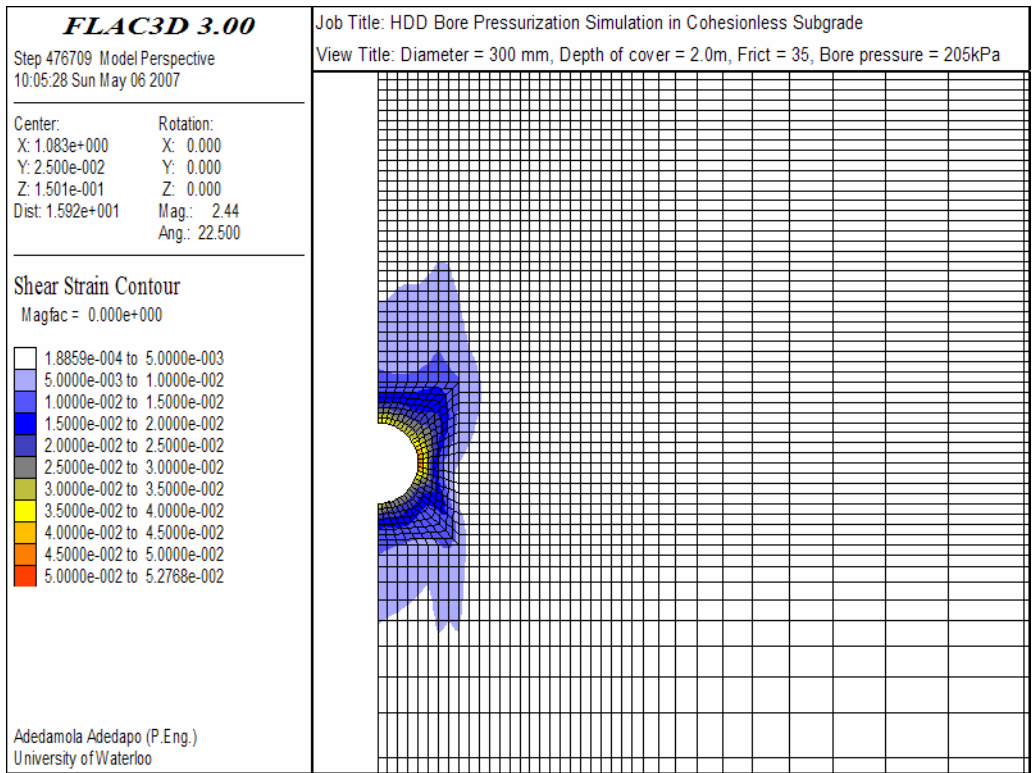 FLAC3D 3.00
Step 476709 Model Perspective
10:05:28 Sun May 06 2007
Center:
X: 1.083e+000
Y: 2.500e-002
Z: 1.501e-001
Dist: 1.592e+001
Rotation:
X: 0.000
Y: 0.000
Z: 0.000
Mag.: 2.44
Ang.: 22.500
Shear Strain Contour
Magfac = 0.000e+000
1.8859e-004 to 5.0000e-003
5.0000e-003 to 1.0000e-002
1.0000e-002 to 1.5000e-002
1.5000e-002 to 2.0000e-002
2.0000e-002 to 2.5000e-002
2.5000e-002 to 3.0000e-002
3.0000e-002 to 3.5000e-002
3.5000e-002 to 4.0000e-002
4.0000e-002 to 4.5000e-002
4.5000e-002 to 5.0000e-002
5.0000e-002 to 5.2768e-002
Adedamola Adedapo (P.Eng.)
University of Waterloo
Job Title: HDD Bore Pressurization Simulation in Cohesionless Subgrade
View Title: Diameter = 300 mm, Depth of cover = 2.0m, Frict = 35, Bore pressure = 205kPa